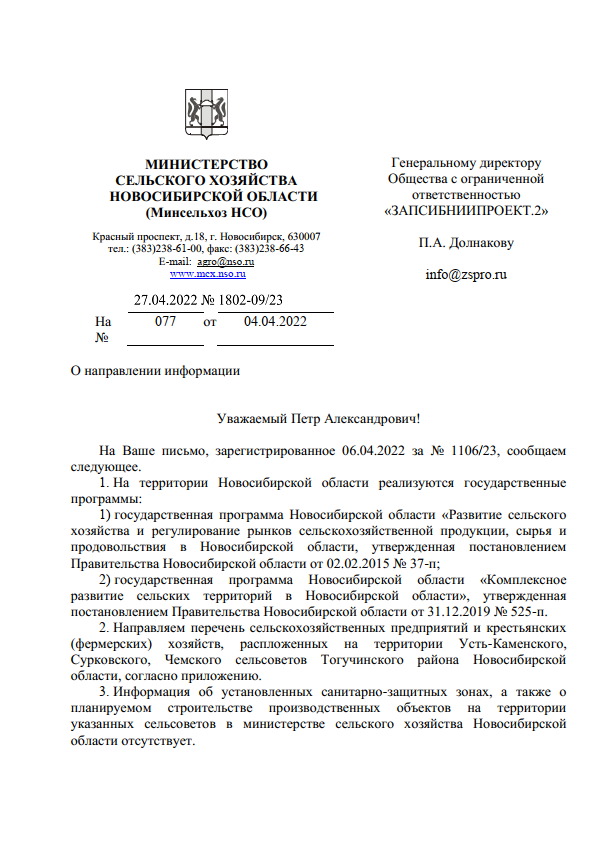 МИНИСТЕРСТВО
СЕЛЬСКОГО ХОЗЯЙСТВА
НОВОСИБИРСКОЙ ОБЛАСТИ
(Минсельхоз НСО)
Красный проспект, д.18, г. Новосибирск, 630007
тел.: (383)238-61-00, факс: (383)238-66-43
E-mail: agro@nso.ru
www.mcx.nso.ru
27.04.2022 № 1802-09/23
На № 077 от 04.04.2022
Генеральному директору
Общества с ограниченной
ответственностью
«ЗАПСИБНИИПРОЕКТ.2»
П.А. Долнакову
info@zspro.ru
О направлении информации
Уважаемый Петр Александрович!
На Ваше письмо, зарегистрированное 06.04.2022 за № 1106/23, сообщаем
следующее.
1. На территории Новосибирской области реализуются государственные
программы:
1) государственная программа Новосибирской области «Развитие сельского
хозяйства и регулирование рынков сельскохозяйственной продукции, сырья и
продовольствия в Новосибирской области, утвержденная постановлением
Правительства Новосибирской области от 02.02.2015 № 37-п;
2) государственная программа Новосибирской области «Комплексное
развитие сельских территорий в Новосибирской области», утвержденная
постановлением Правительства Новосибирской области от 31.12.2019 № 525-п.
2. Направляем перечень сельскохозяйственных предприятий и крестьянских
(фермерских) хозяйств, распложенных на территории Усть-Каменского,
Сурковского, Чемского сельсоветов Тогучинского района Новосибирской
области, согласно приложению.
3. Информация об установленных санитарно-защитных зонах, а также о
планируемом строительстве производственных объектов на территории
указанных сельсоветов в министерстве сельского хозяйства Новосибирской
области отсутствует.